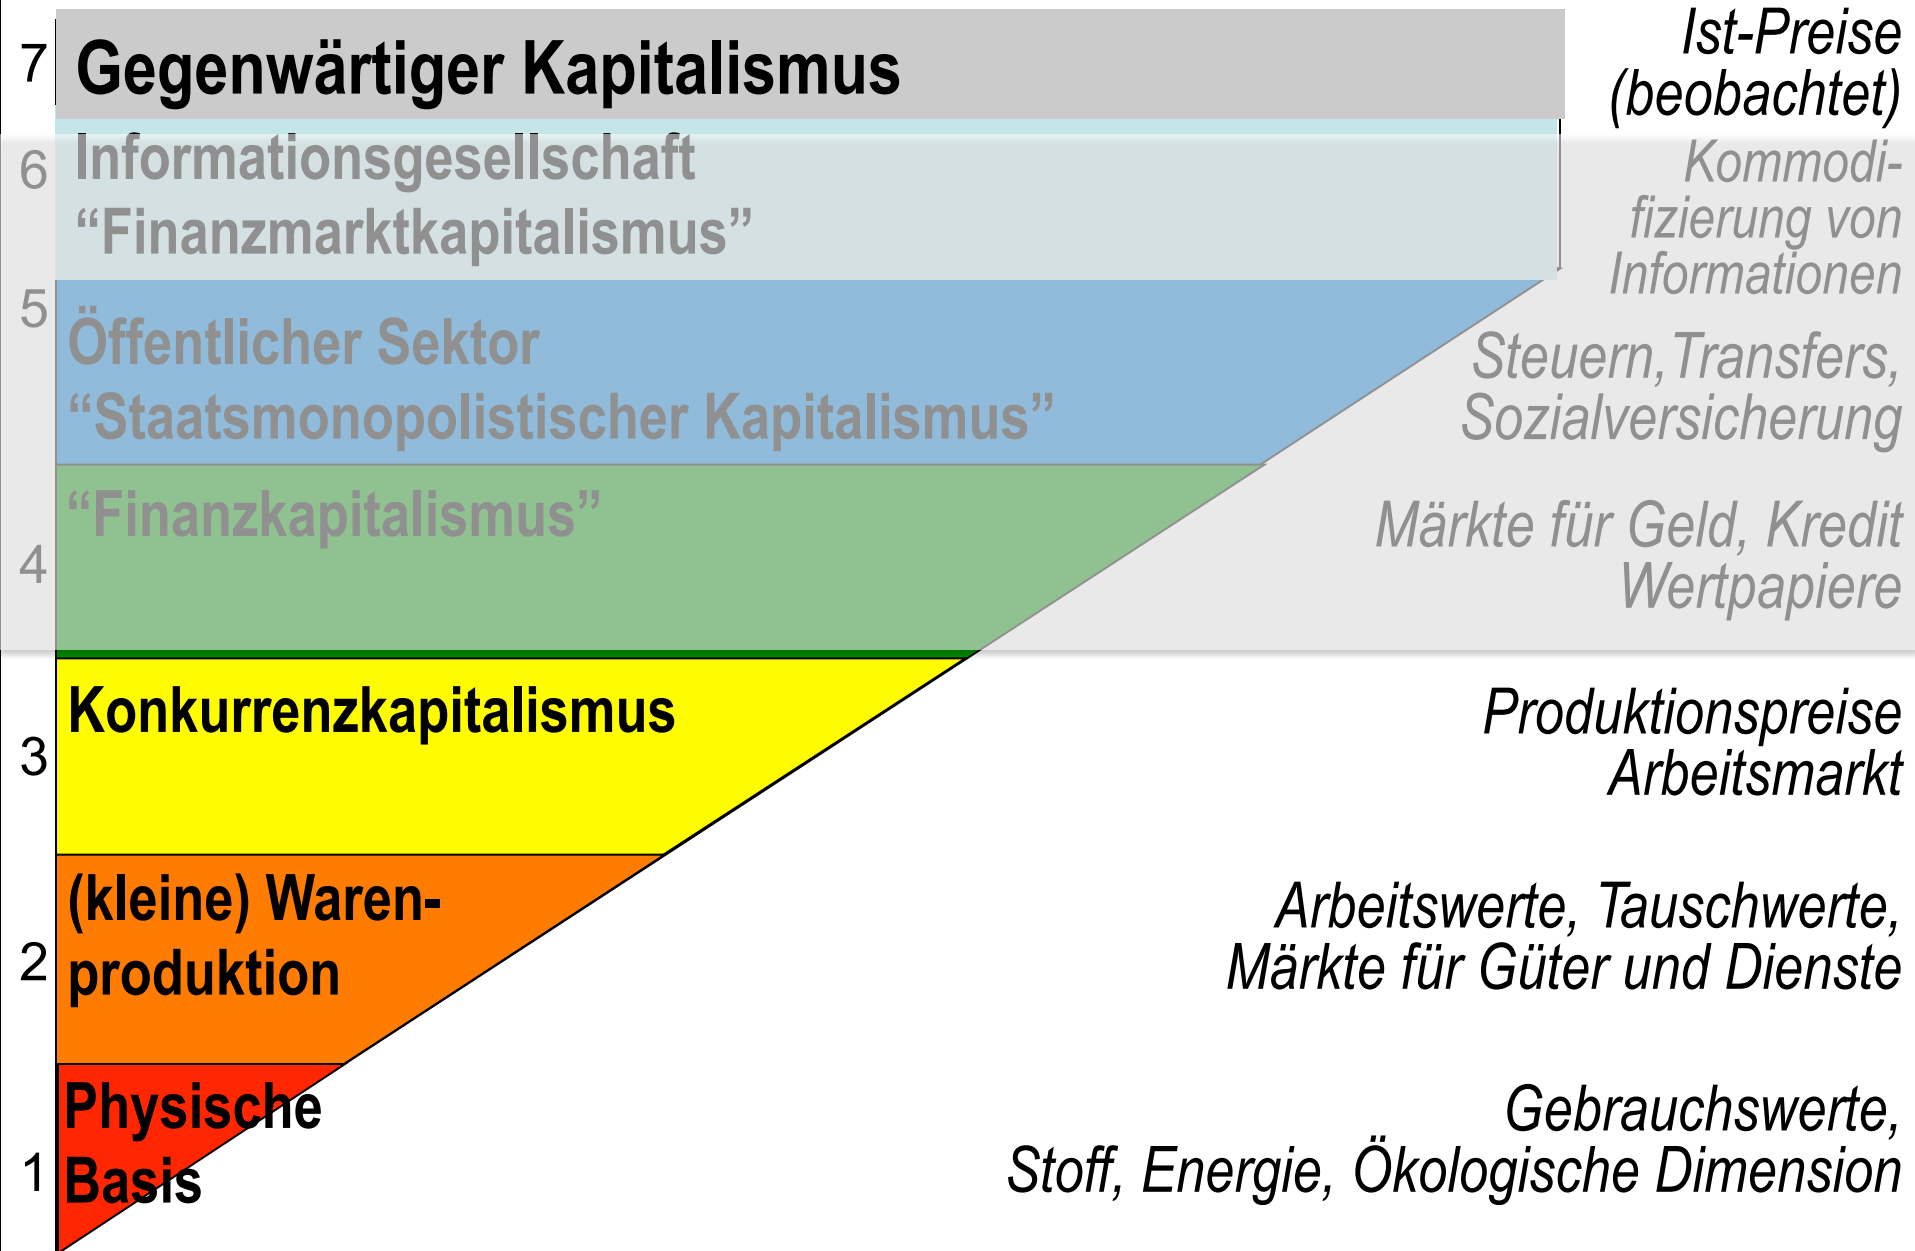 7
Gegenwärtiger Kapitalismus
Ist-Preise
(beobachtet)
6
Informationsgesellschaft
“Finanzmarktkapitalismus”
Kommodi-
fizierung von
Informationen
5
Öffentlicher Sektor
“Staatsmonopolistischer Kapitalismus”
Steuern,Transfers,
Sozialversicherung
4
“Finanzkapitalismus”
Märkte für Geld, Kredit
Wertpapiere
3
Konkurrenzkapitalismus
Produktionspreise
Arbeitsmarkt
2
(kleine) Waren-
produktion
Arbeitswerte, Tauschwerte,
Märkte für Güter und Dienste
1
Physische
Basis
Gebrauchswerte,
Stoff, Energie, Ökologische Dimension